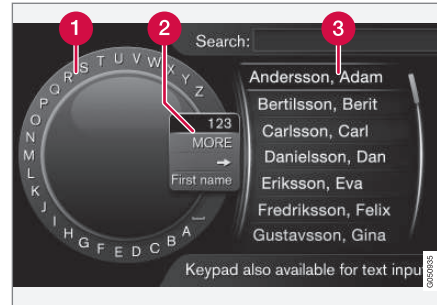 1
2
3
Search:
A B C D E F G H I J K L M N O P Q R S T U V W X Y Z
123
MORE
First name
Andersson, Adam
Bertilsson, Berit
Carlsson, Carl
Danielsson, Dan
Eriksson, Eva
Fredriksson, Felix
Gustavsson, Gina
Keypad also available for text inpu
G050935